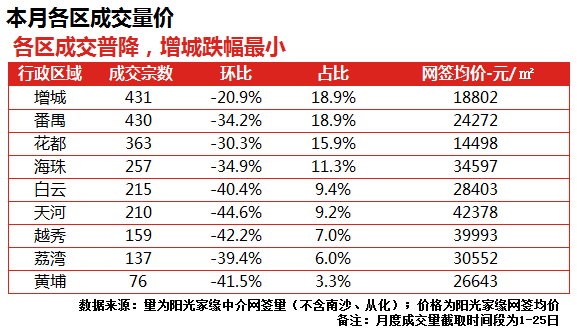 本月各区成交量价
各区成交普降，增城跌幅最小
行政区域 成交宗数 环比 占比 网签均价-元/㎡
增城 431 -20.9% 18.9% 18802
番禺 430 -34.2% 18.9% 24272
花都 363 -30.3% 15.9% 14498
海珠 257 -34.9% 11.3% 34597
白云 215 -40.4% 9.4% 28403
天河 210 -44.6% 9.2% 42378
越秀 159 -42.2% 7.0% 39993
荔湾 137 -39.4% 6.0% 30552
黄埔 76 -41.5% 3.3% 26643
数据来源：量为阳光家缘中介网签量（不含南沙、从化）；价格为阳光家缘网签均价
备注：月度成交量截取时间段为1-25日